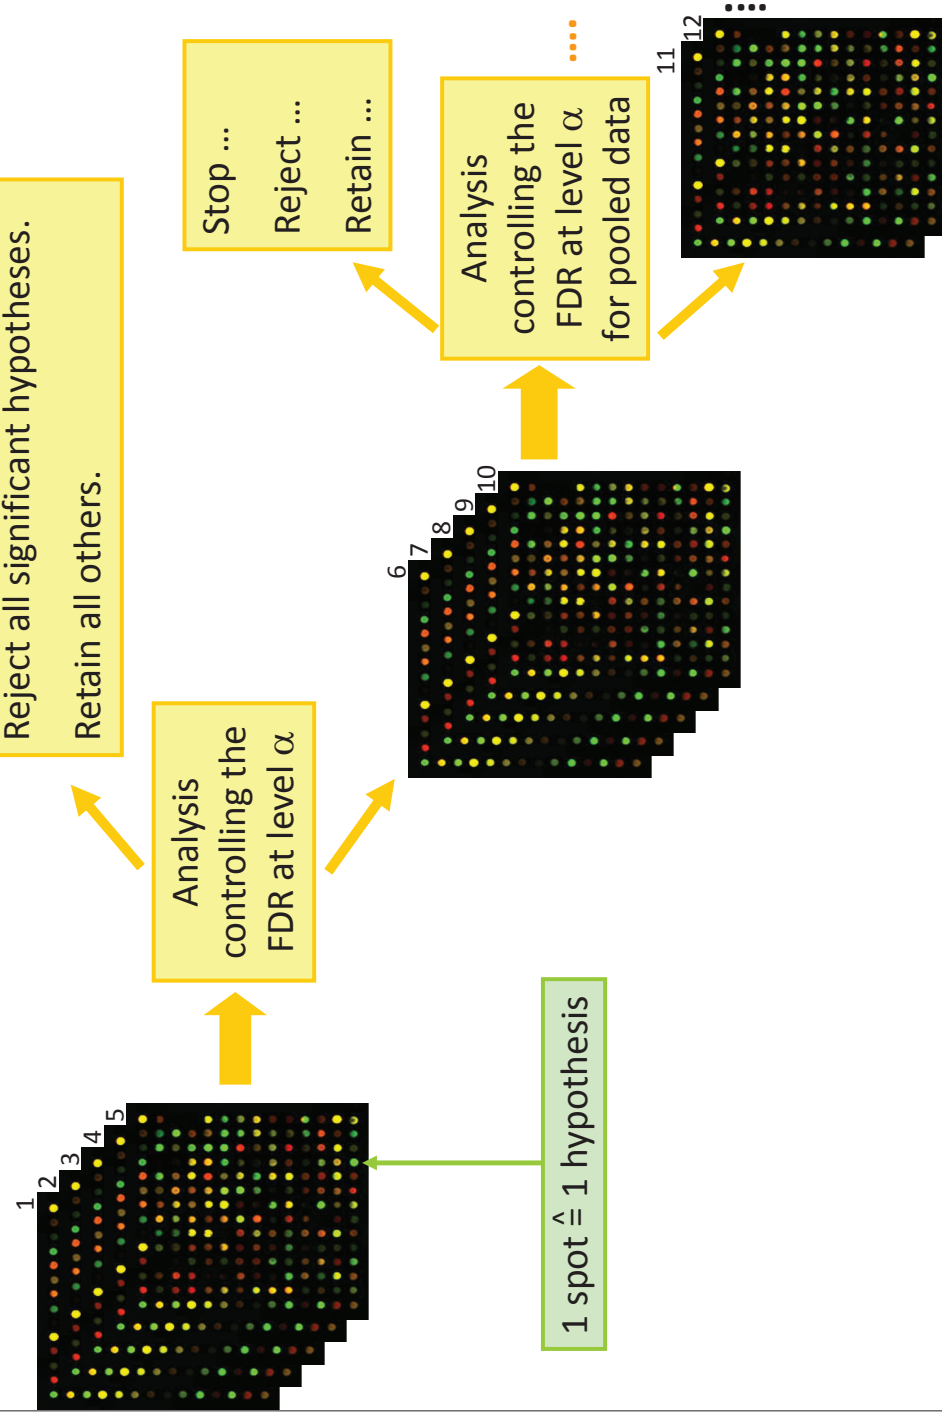 1
2
3
4
5
1 spot ≙ 1 hypothesis
Analysis
controlling the
FDR at level α
Reject all significant hypotheses.
Retain all others.
6
7
8
9
10
Analysis
controlling the
FDR at level α
for pooled data
Stop ...
Reject ...
Retain ...
....
11
12
....